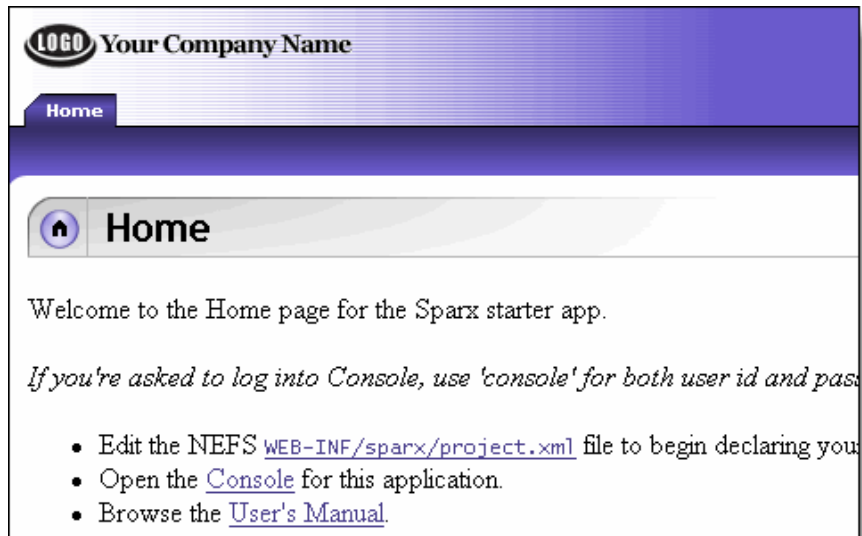 LOGO Your Company Name
Home
Home
Welcome to the Home page for the Sparx starter app.
If you're asked to log into Console, use 'console' for both user id and pass
Edit the NEFS WEB-INF/sparx/project.xml file to begin declaring you
Open the Console for this application.
Browse the User's Manual.